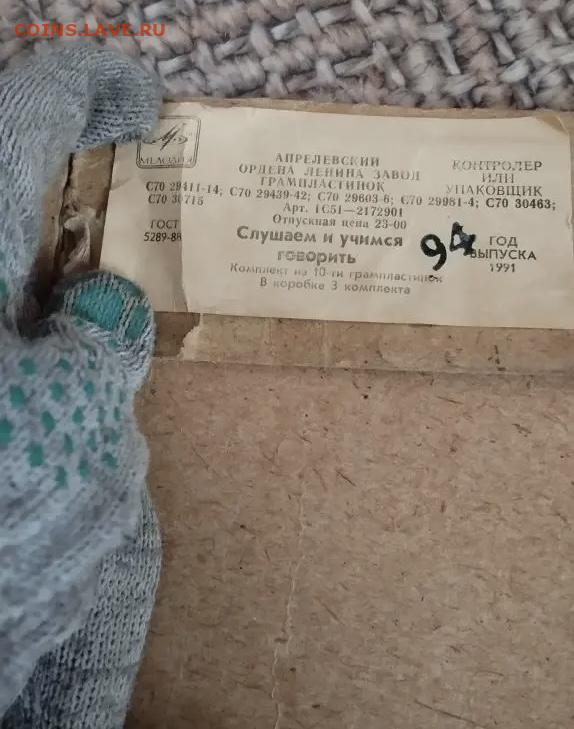 COINS.LAVE.RU
МЕЛОДИЯ
АПРЕЛЕВСКИЙ
ОРДЕНА ЛЕНИНА ЗАВОД
ГРАМПЛАСТИНОК
КОНТРОЛЕР
ИЛИ
УПАКОВЩИК
С70 29411-14; С70 29439-42; С70 29603-6; С70 29981-4; С70 30463;
С70 30715
Арт. 1С51—2172901
Отпускная цена 23-00
ГОСТ
5289-88
Слушаем и учимся
говорить
Комплект из 10-ти грампластинок
В коробке 3 комплекта
94
ГОД
ВЫПУСКА
1991